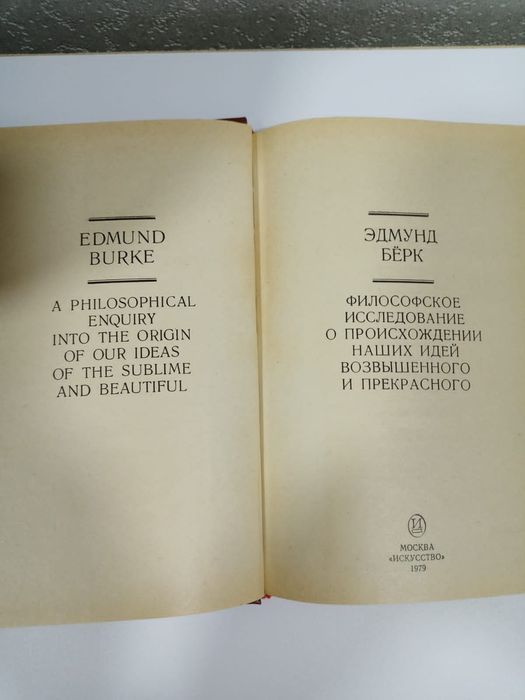 EDMUND
BURKE
A PHILOSOPHICAL
ENQUIRY
INTO THE ORIGIN
OF OUR IDEAS
OF THE SUBLIME
AND BEAUTIFUL
ЭДМУНД
БЁРК
ФИЛОСОФСКОЕ
ИССЛЕДОВАНИЕ
О ПРОИСХОЖДЕНИИ
НАШИХ ИДЕЙ
ВОЗВЫШЕННОГО
И ПРЕКРАСНОГО
И
МОСКВА
«ИСКУССТВО»
1979